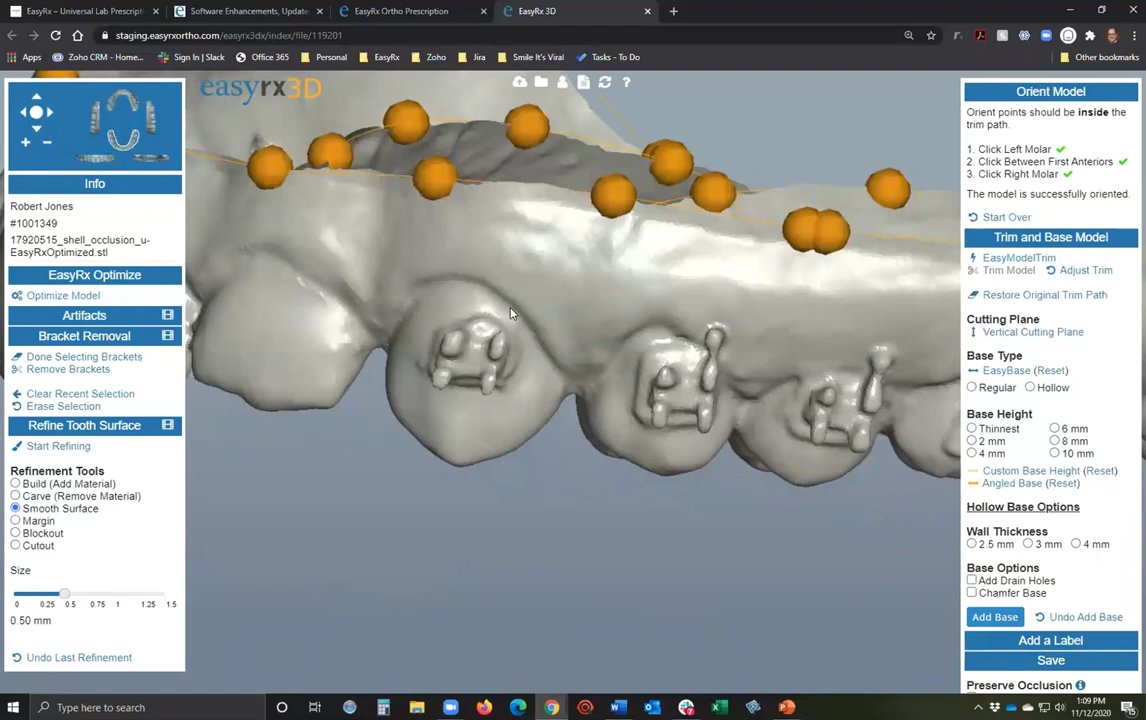 EasyRx – Universal Lab Prescrip
Software Enhancements, Update
EasyRx Ortho Prescription
EasyRx 3D
staging.easyrxortho.com/easyrx3dx/index/file/119201
Apps
Zoho CRM - Home...
Sign In | Slack
Office 365
Personal
EasyRx
Zoho
Jira
Smile It's Viral
Tasks - To Do
Other bookmarks
easyrx3D
Info
Robert Jones
#1001349
17920515_shell_occlusion_u-
EasyRxOptimized.stl
EasyRx Optimize
Optimize Model
Artifacts
Bracket Removal
Done Selecting Brackets
Remove Brackets
Clear Recent Selection
Erase Selection
Refine Tooth Surface
Start Refining
Refinement Tools
Build (Add Material)
Carve (Remove Material)
Smooth Surface
Margin
Blockout
Cutout
Size
0 0.25 0.5 0.75 1 1.25 1.5
0.50 mm
Undo Last Refinement
Orient Model
Orient points should be inside the
trim path.
1. Click Left Molar
2. Click Between First Anteriors
3. Click Right Molar
The model is successfully oriented.
Start Over
Trim and Base Model
EasyModelTrim
Trim Model Adjust Trim
Restore Original Trim Path
Cutting Plane
Vertical Cutting Plane
Base Type
EasyBase (Reset)
Regular Hollow
Base Height
Thinnest 6 mm
2 mm 8 mm
4 mm 10 mm
Custom Base Height (Reset)
Angled Base (Reset)
Hollow Base Options
Wall Thickness
2.5 mm 3 mm 4 mm
Base Options
Add Drain Holes
Chamfer Base
Add Base Undo Add Base
Add a Label
Save
Preserve Occlusion
Type here to search
1:09 PM
11/12/2020